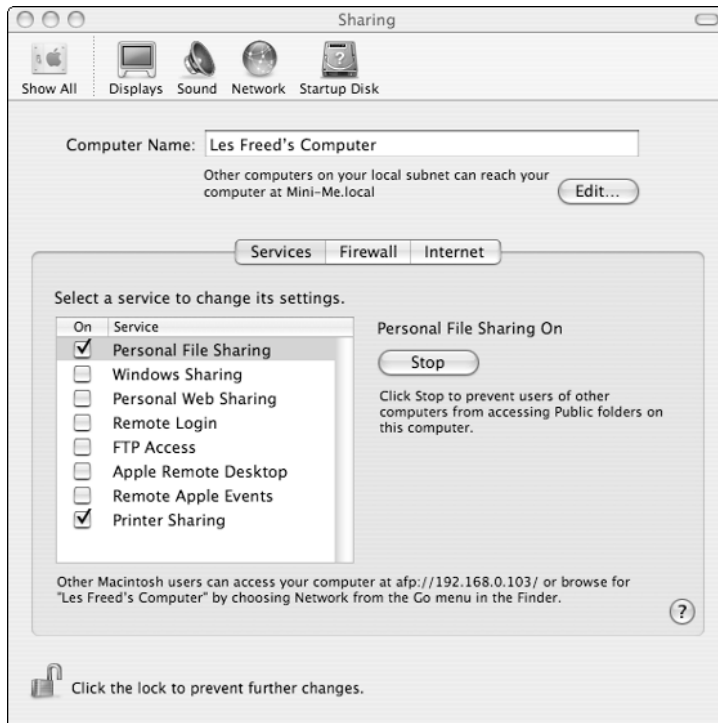 Sharing
Show All
Displays
Sound
Network
Startup Disk
Computer Name: Les Freed's Computer
Other computers on your local subnet can reach your
computer at Mini-Me.local
Edit...
Services
Firewall
Internet
Select a service to change its settings.
On Service
Personal File Sharing
Windows Sharing
Personal Web Sharing
Remote Login
FTP Access
Apple Remote Desktop
Remote Apple Events
Printer Sharing
Personal File Sharing On
Stop
Click Stop to prevent users of other
computers from accessing Public folders on
this computer.
Other Macintosh users can access your computer at afp://192.168.0.103/ or browse for
"Les Freed's Computer" by choosing Network from the Go menu in the Finder.
?
Click the lock to prevent further changes.